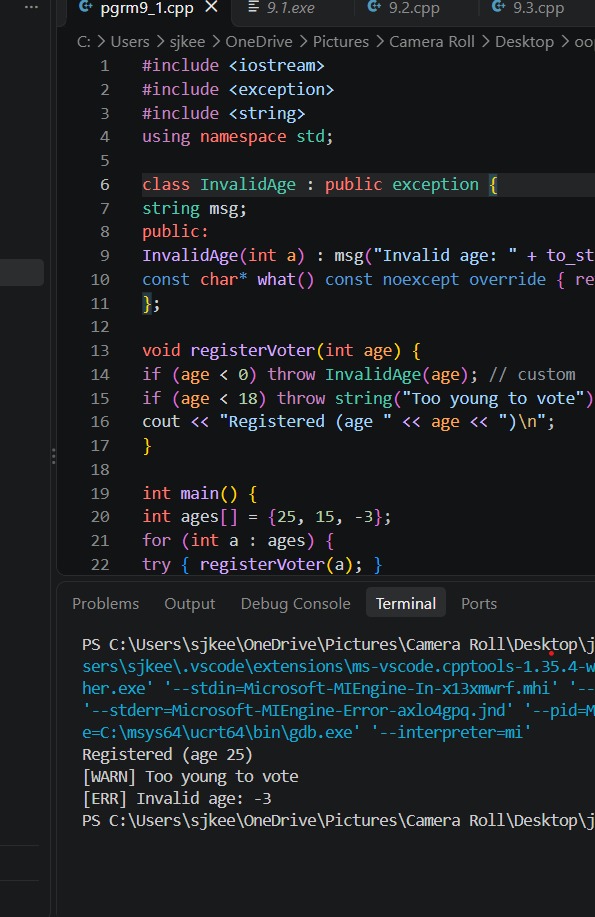 pgrm9_1.cpp 9.1.exe 9.2.cpp 9.3.cpp
C: > Users > sjkee > OneDrive > Pictures > Camera Roll > Desktop > oo
1 #include <iostream>
2 #include <exception>
3 #include <string>
4 using namespace std;
5
6 class InvalidAge : public exception {
7 string msg;
8 public:
9 InvalidAge(int a) : msg("Invalid age: " + to_st
10 const char* what() const noexcept override { re
11 };
12
13 void registerVoter(int age) {
14 if (age < 0) throw InvalidAge(age); // custom
15 if (age < 18) throw string("Too young to vote")
16 cout << "Registered (age " << age << ")\n";
17 }
18
19 int main() {
20 int ages[] = {25, 15, -3};
21 for (int a : ages) {
22 try { registerVoter(a); }
Problems Output Debug Console Terminal Ports
PS C:\Users\sjkee\OneDrive\Pictures\Camera Roll\Desktop\j
sers\sjkee\.vscode\extensions\ms-vscode.cpptools-1.35.4-w
her.exe' '--stdin=Microsoft-MIEngine-In-x13xmwrf.mhi' '--
'--stderr=Microsoft-MIEngine-Error-axlo4gpq.jnd' '--pid=M
e=C:\msys64\ucrt64\bin\gdb.exe' '--interpreter=mi'
Registered (age 25)
[WARN] Too young to vote
[ERR] Invalid age: -3
PS C:\Users\sjkee\OneDrive\Pictures\Camera Roll\Desktop\j